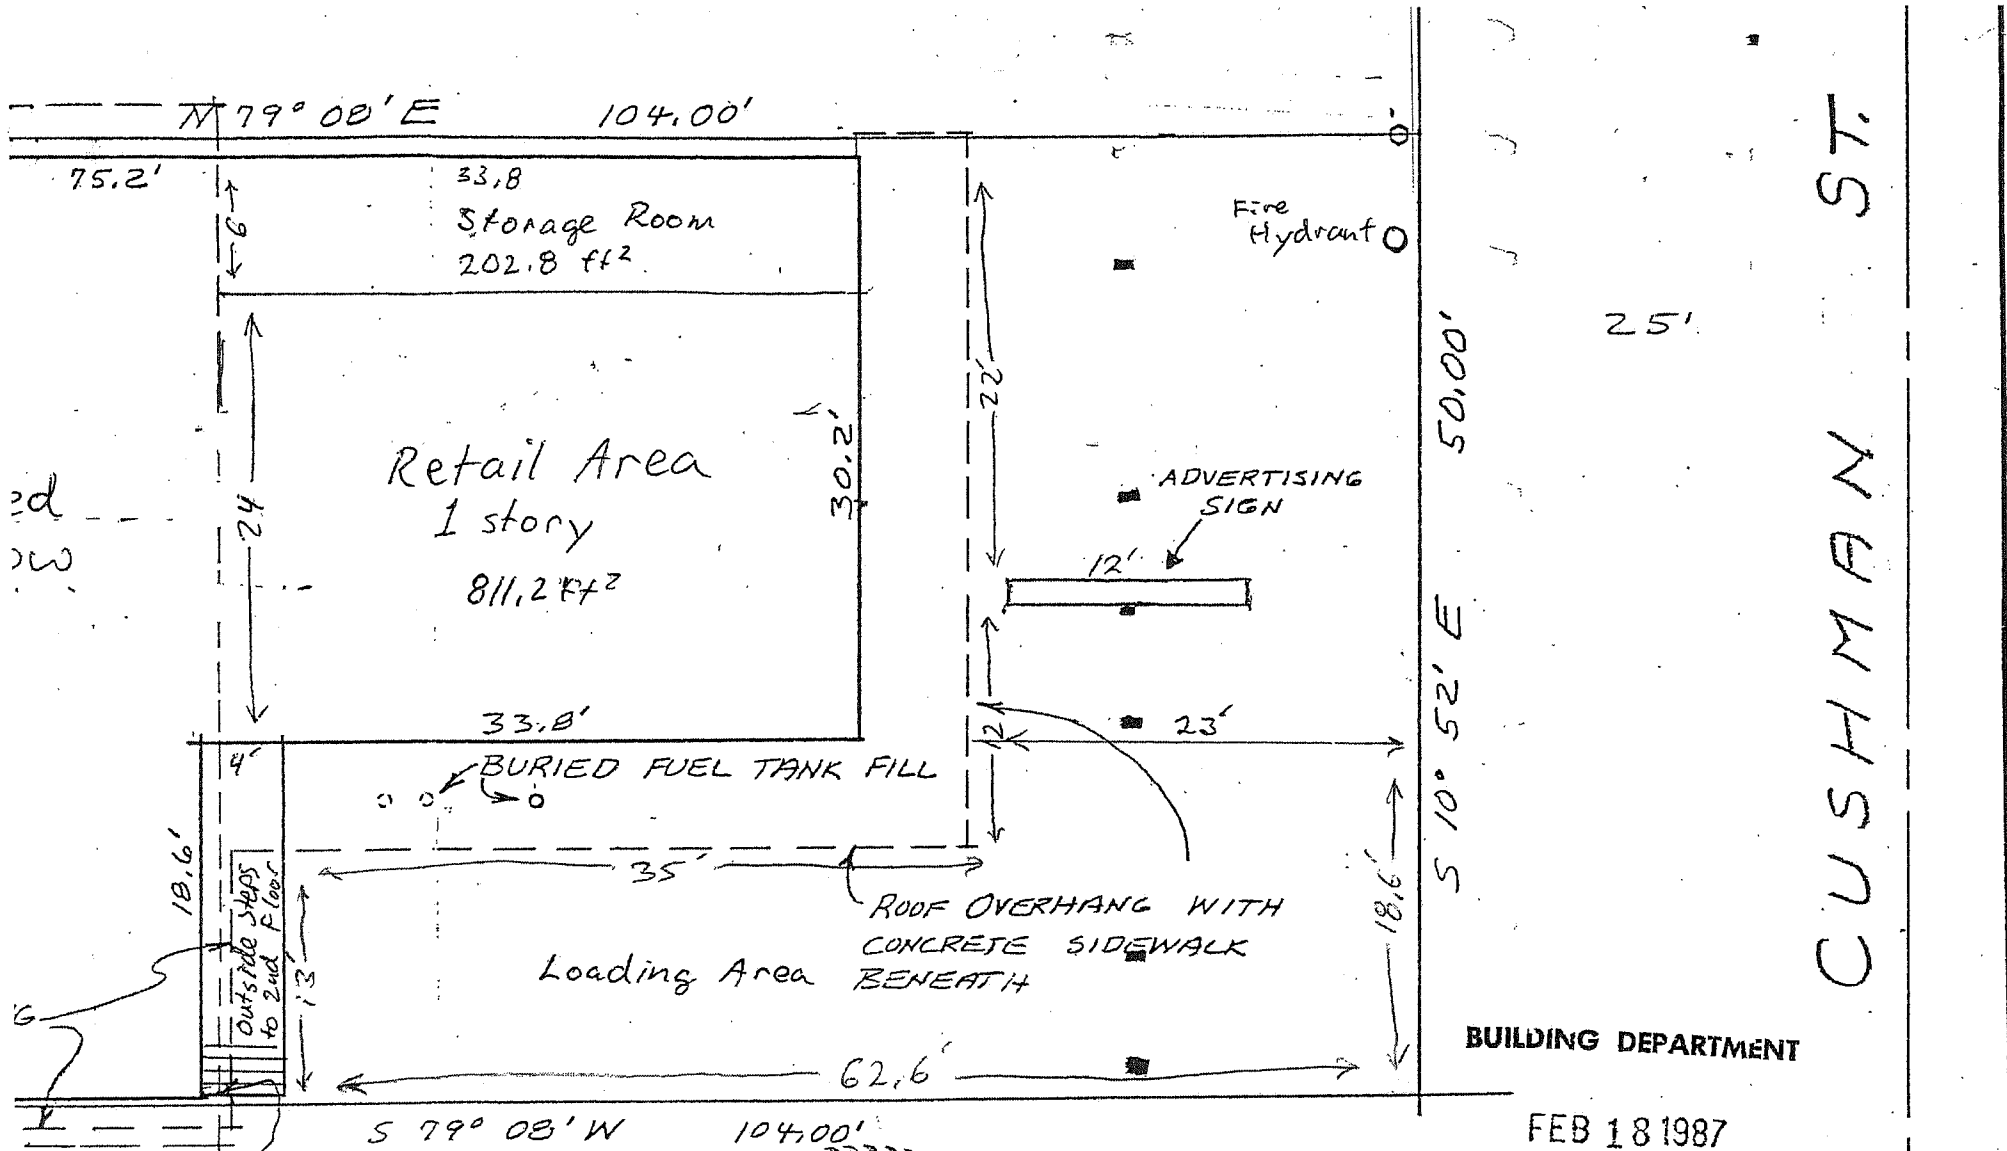 N 79° 08' E 104.00'
75.2'
33.8
Storage Room
202.8 ft²
6
Fire
Hydrant
25'
CUSHMAN ST.
50.00'
22'
Retail Area
1 story
811.2 ft²
30.2'
24
ADVERTISING
SIGN
12'
33.8'
23'
12
4'
BURIED FUEL TANK FILL
S 10° 52' E
18.6'
35'
18.6'
Outside Steps
to 2nd Floor
13'
ROOF OVERHANG WITH
CONCRETE SIDEWALK
BENEATH
Loading Area
62.6'
BUILDING DEPARTMENT
S 79° 08' W 104.00'
FEB 18 1987